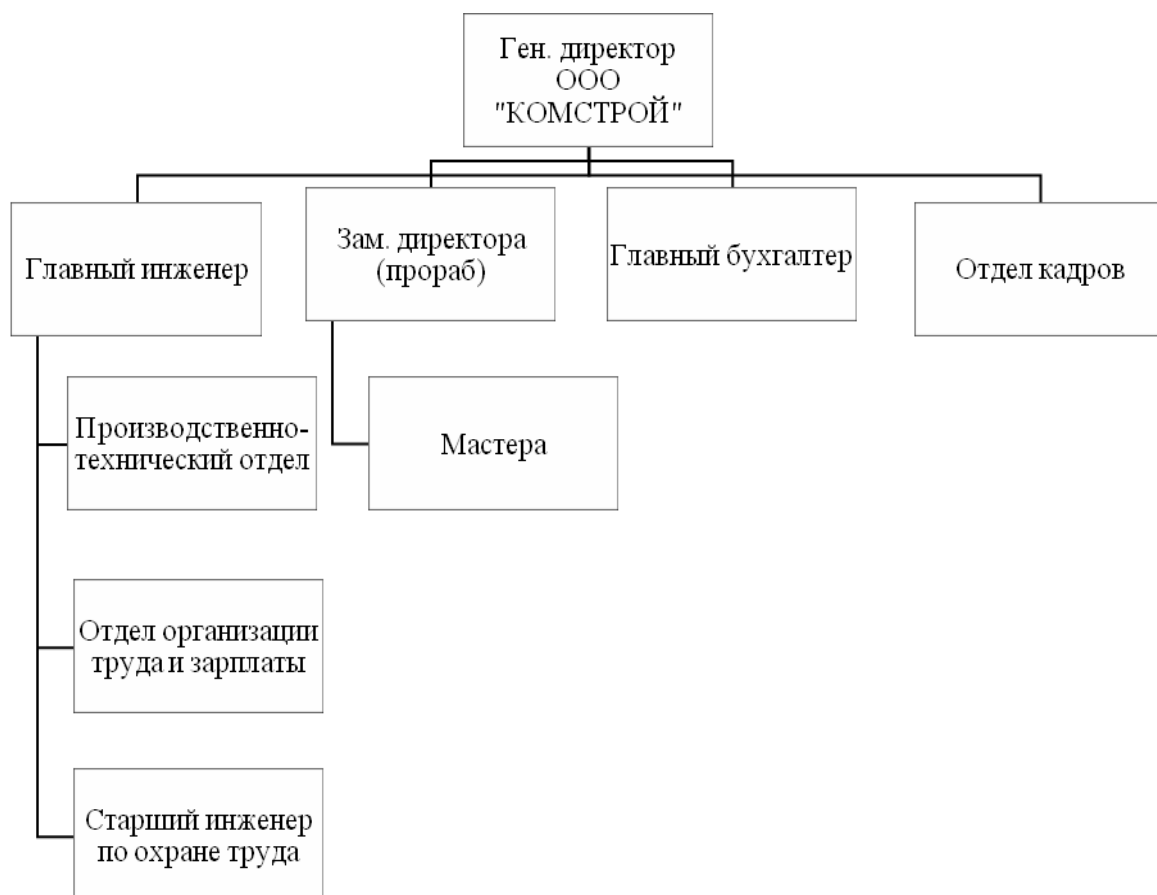 Ген. директор
ООО
"КОМСТРОЙ"
Главный инженер
Зам. директора
(прораб)
Главный бухгалтер
Отдел кадров
Производственно-
технический отдел
Мастера
Отдел организации
труда и зарплаты
Старший инженер
по охране труда